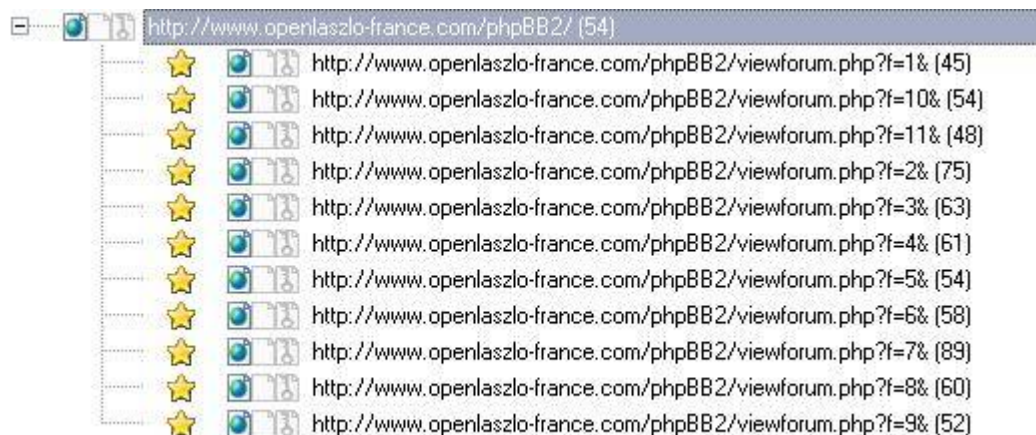 http://www.openlaszlo-france.com/phpBB2/ (54)
http://www.openlaszlo-france.com/phpBB2/viewforum.php?f=1& (45)
http://www.openlaszlo-france.com/phpBB2/viewforum.php?f=10& (54)
http://www.openlaszlo-france.com/phpBB2/viewforum.php?f=11& (48)
http://www.openlaszlo-france.com/phpBB2/viewforum.php?f=2& (75)
http://www.openlaszlo-france.com/phpBB2/viewforum.php?f=3& (63)
http://www.openlaszlo-france.com/phpBB2/viewforum.php?f=4& (61)
http://www.openlaszlo-france.com/phpBB2/viewforum.php?f=5& (54)
http://www.openlaszlo-france.com/phpBB2/viewforum.php?f=6& (58)
http://www.openlaszlo-france.com/phpBB2/viewforum.php?f=7& (89)
http://www.openlaszlo-france.com/phpBB2/viewforum.php?f=8& (60)
http://www.openlaszlo-france.com/phpBB2/viewforum.php?f=9& (52)